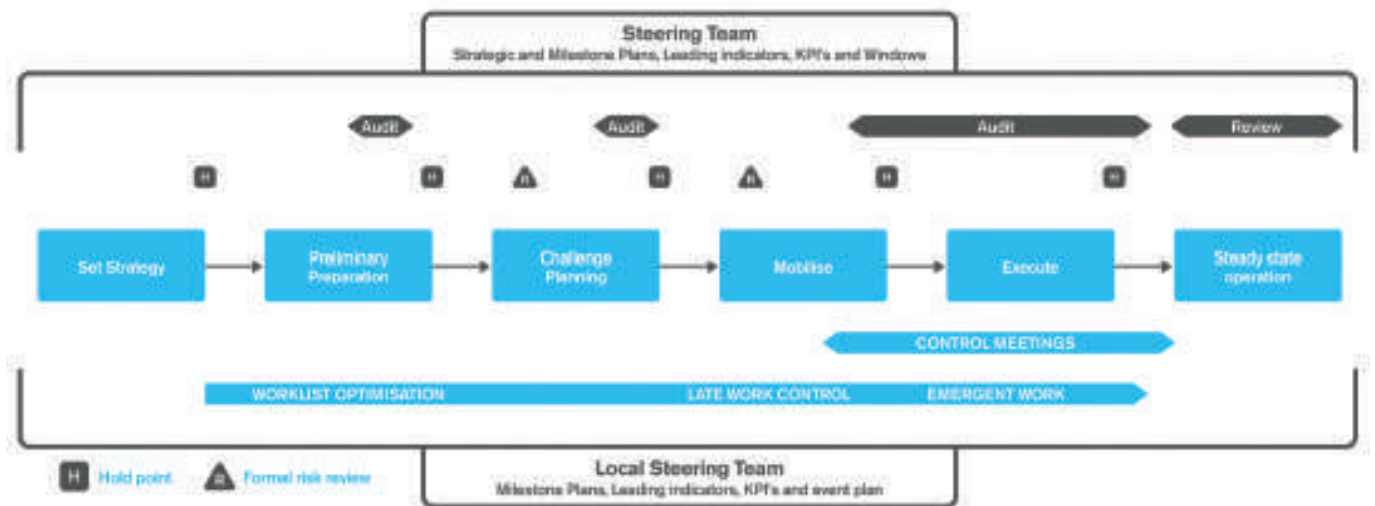 Steering Team
Strategic and Milestone Plans, Leading indicators, KPI's and Windows
Audit
Audit
Audit
Review
H
H
R
H
R
H
H
Set Strategy
Preliminary
Preparation
Challenge
Planning
Mobilise
Execute
Steady state
operation
CONTROL MEETINGS
WORKLIST OPTIMISATION
LATE WORK CONTROL
EMERGENT WORK
H Hold point
R Formal risk review
Local Steering Team
Milestone Plans, Leading indicators, KPI's and event plan